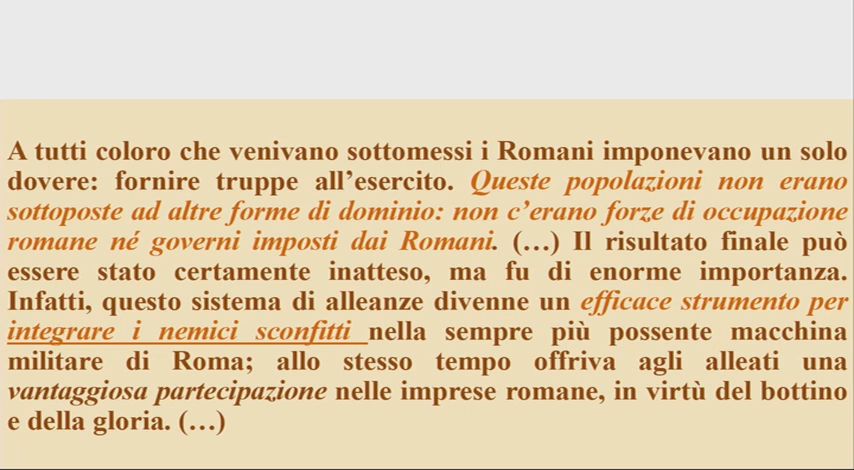 A tutti coloro che venivano sottomessi i Romani imponevano un solo
dovere: fornire truppe all’esercito. Queste popolazioni non erano
sottoposte ad altre forme di dominio: non c’erano forze di occupazione
romane né governi imposti dai Romani. (…) Il risultato finale può
essere stato certamente inatteso, ma fu di enorme importanza.
Infatti, questo sistema di alleanze divenne un efficace strumento per
integrare i nemici sconfitti nella sempre più possente macchina
militare di Roma; allo stesso tempo offriva agli alleati una
vantaggiosa partecipazione nelle imprese romane, in virtù del bottino
e della gloria. (…)